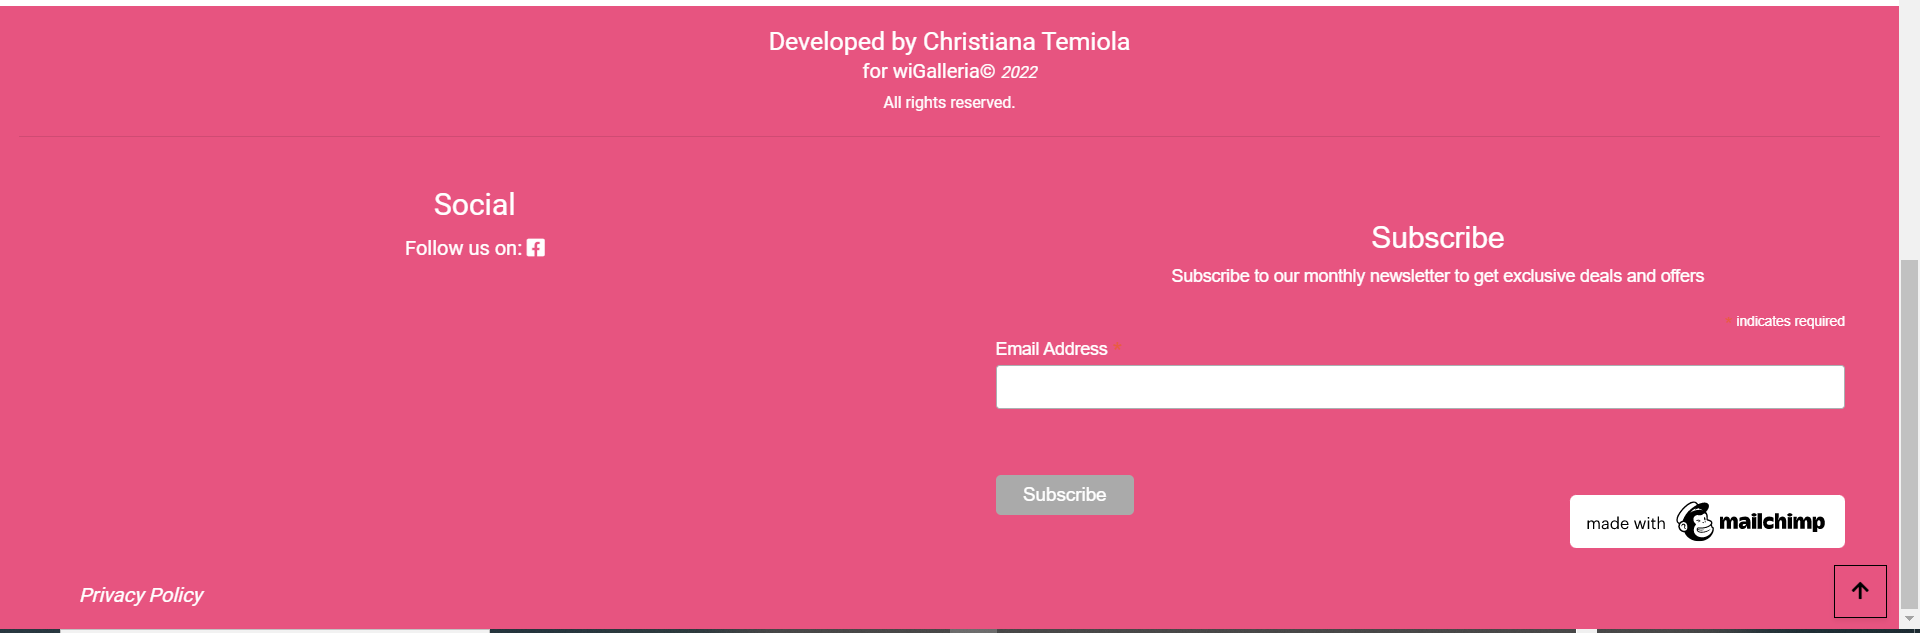 Developed by Christiana Temiola
for wiGalleria© 2022
All rights reserved.
Social
Follow us on:
Subscribe
Subscribe to our monthly newsletter to get exclusive deals and offers
* indicates required
Email Address *
Subscribe
made with mailchimp
Privacy Policy